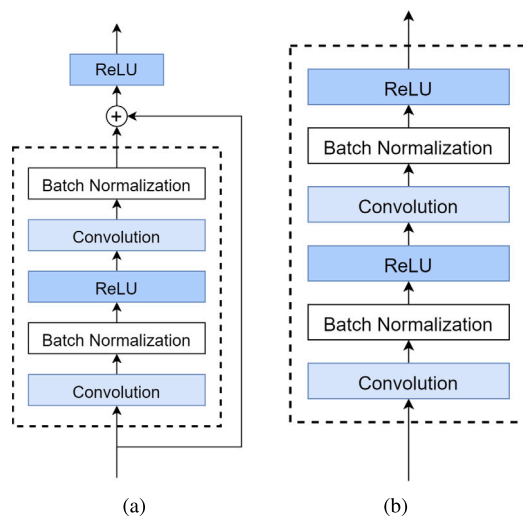 ReLU
+
Batch Normalization
Convolution
ReLU
Batch Normalization
Convolution
(a)
ReLU
Batch Normalization
Convolution
ReLU
Batch Normalization
Convolution
(b)